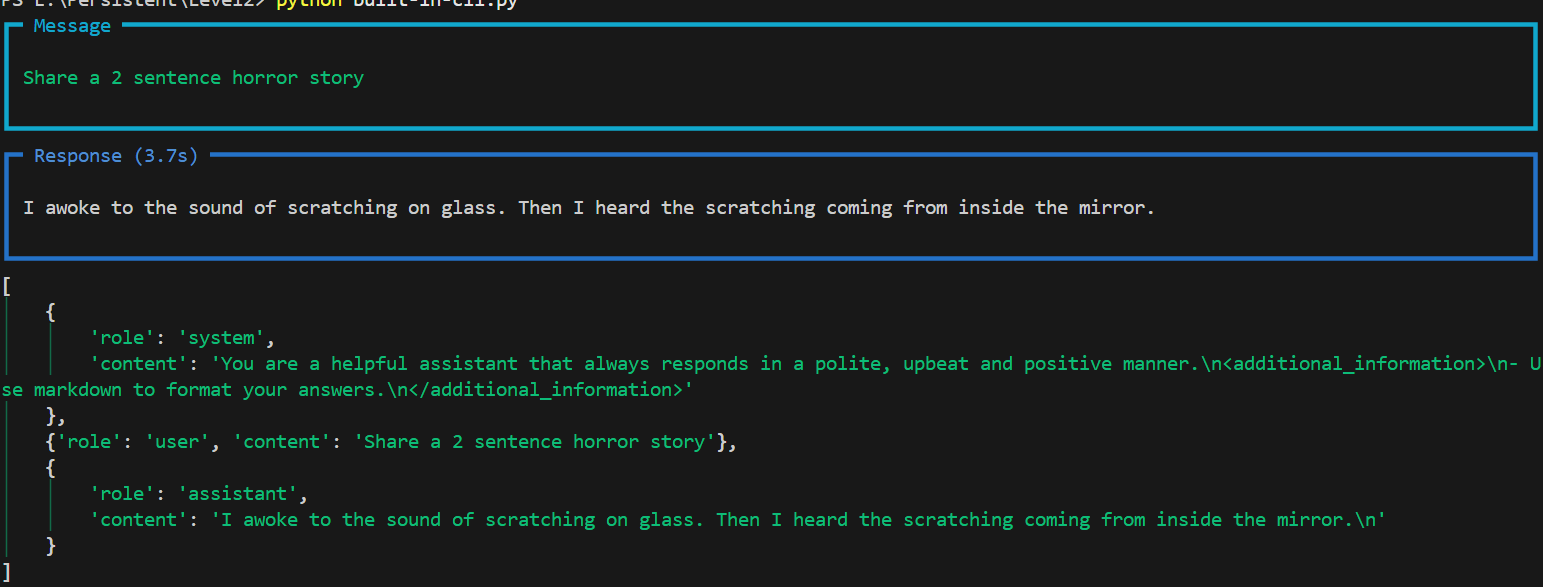 PS E:\Persistent\Level2> python built-in-cli.py
Message
Share a 2 sentence horror story
Response (3.7s)
I awoke to the sound of scratching on glass. Then I heard the scratching coming from inside the mirror.
[
{
'role': 'system',
'content': 'You are a helpful assistant that always responds in a polite, upbeat and positive manner.\n<additional_information>\n- U
se markdown to format your answers.\n</additional_information>'
},
{'role': 'user', 'content': 'Share a 2 sentence horror story'},
{
'role': 'assistant',
'content': 'I awoke to the sound of scratching on glass. Then I heard the scratching coming from inside the mirror.\n'
}
]